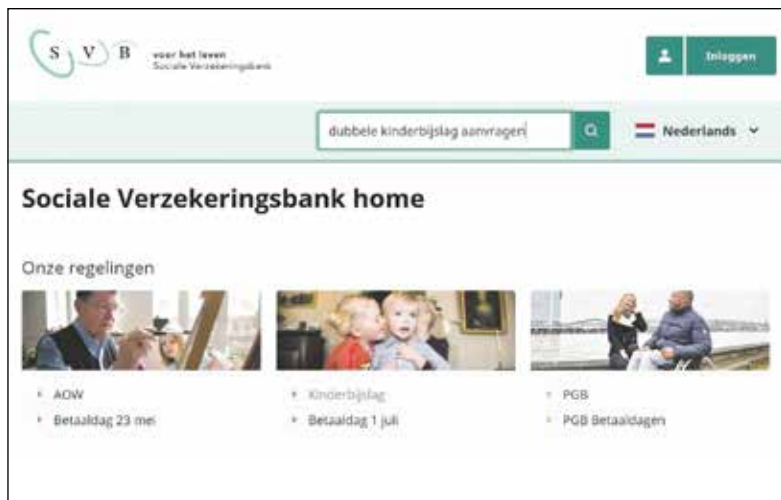 S V B
voor het leven
Sociale Verzekeringsbank
Inloggen
dubbele kinderbijslag aanvragen
Nederlands
Sociale Verzekeringsbank home
Onze regelingen
AOW
Betaaldag 23 mei
Kinderbijslag
Betaaldag 1 juli
PGB
PGB Betaaldagen